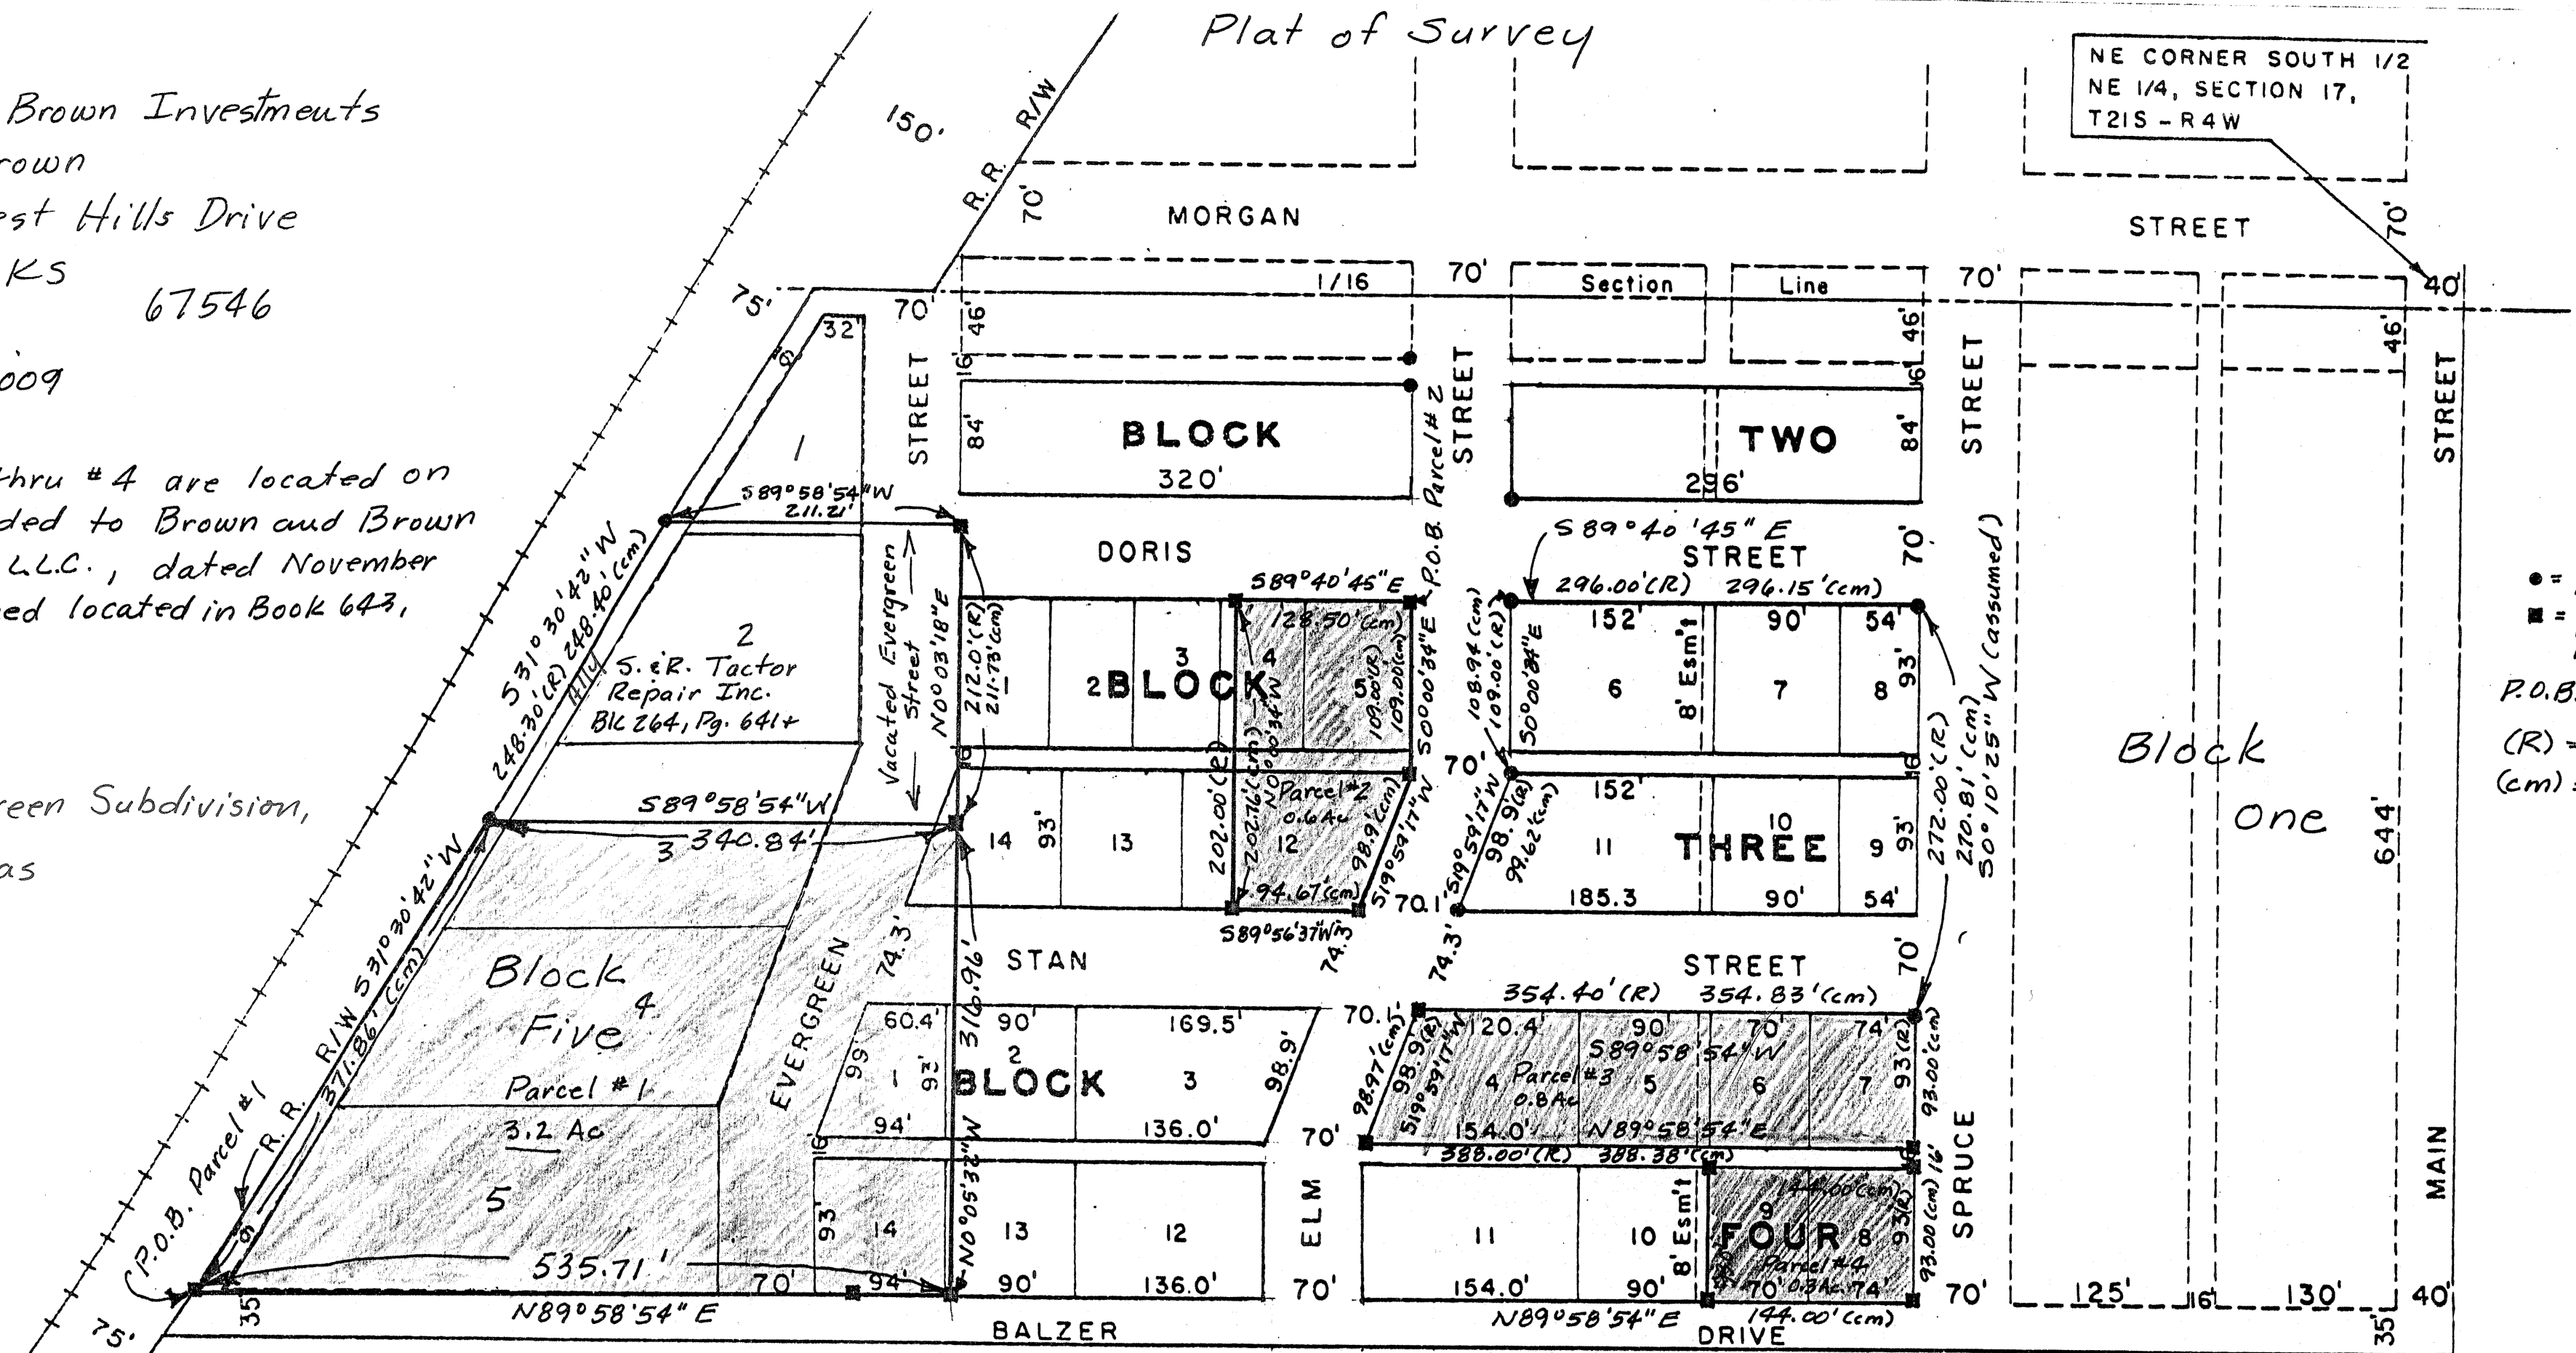 Plat of Survey
Brown Investments
rown
est Hills Drive
KS
67546
009
thru #4 are located on
ded to Brown and Brown
L.L.C., dated November
ed located in Book 643,
een Subdivision,
as
NE CORNER SOUTH 1/2
NE 1/4, SECTION 17,
T21S - R4W
150'
R. R. R/W
70'
MORGAN
STREET
70'
1/16
70'
Section
Line
70'
40'
75'
70'
46'
46'
46'
32'
16'
STREET
16'
16'
84'
BLOCK
320'
P.O.B. Parcel #2
STREET
TWO
84'
296'
STREET
STREET
1
S89°58'54"W
211.21'
DORIS
S89°40'45"E
S89°40'45"E
STREET
70'
296.00'(R) 296.15'(cm)
S31°30'42"W
248.30'(R) 248.40'(cm)
Ally
2
S. & R. Tactor
Repair Inc.
BK 264, Pg. 641+
Vacated Evergreen
Street
N0°03'18"E
212.0'(R)
211.73'(cm)
2
BLOCK
3
4
5
128.50'(cm)
109.00'(R)
109.00'(cm)
S0°00'34"E
108.94(cm)
109.00'(R)
S0°00'34"E
152'
8' Esm't
90'
54'
6
7
8
93'
272.00'(R)
270.81'(cm)
S0°10'25"W (assumed)
Block
One
644'
● =
■ =
P.O.B.
(R) =
(cm) =
S89°58'54"W
3 340.84'
16'
14
93'
13
202.00'(R)
202.76'(cm)
N0°00'34"W
Parcel #2
0.6 Ac
12
94.67'(cm)
98.9'(cm)
S19°59'17"W
S89°56'37"W
70'
S19°59'17"W
98.9'(R)
99.62'(cm)
152'
10
11
THREE
9
93'
16'
185.3
90'
54'
70.1'
74.3'
74.3'
74.3'
STAN
STREET
70'
R. R. R/W S31°30'42"W
371.86'(cm)
Block
Five
4
Parcel #1
3.2 Ac
5
EVERGREEN
316.96'
N0°05'32"W
60.4'
90'
169.5'
99'
1
93'
2
BLOCK
3
98.9'
94'
136.0'
16'
70.1'
354.40'(R) 354.83'(cm)
120.4'
90'
70'
74'
S89°58'54"W
98.97'(cm)
98.9(R)
S19°59'17"W
4
Parcel #3
0.8 Ac
5
6
7
93'(R)
93.00'(cm)
70'
154.0'
N89°58'54"E
388.00'(R) 388.38'(cm)
16'
P.O.B. Parcel #1
535.71'
93'
14
13
12
ELM
11
10
8' Esm't
144.00'(cm)
9
FOUR
8
93'(R)
93.00'(cm)
Parcel #4
0.3 Ac
SPRUCE
MAIN
STREET
35'
70'
94'
90'
136.0'
70'
154.0'
90'
70'
74'
70'
125'
16'
130'
40'
75'
N89°58'54"E
N89°58'54"E
144.00'(cm)
35'
BALZER
DRIVE